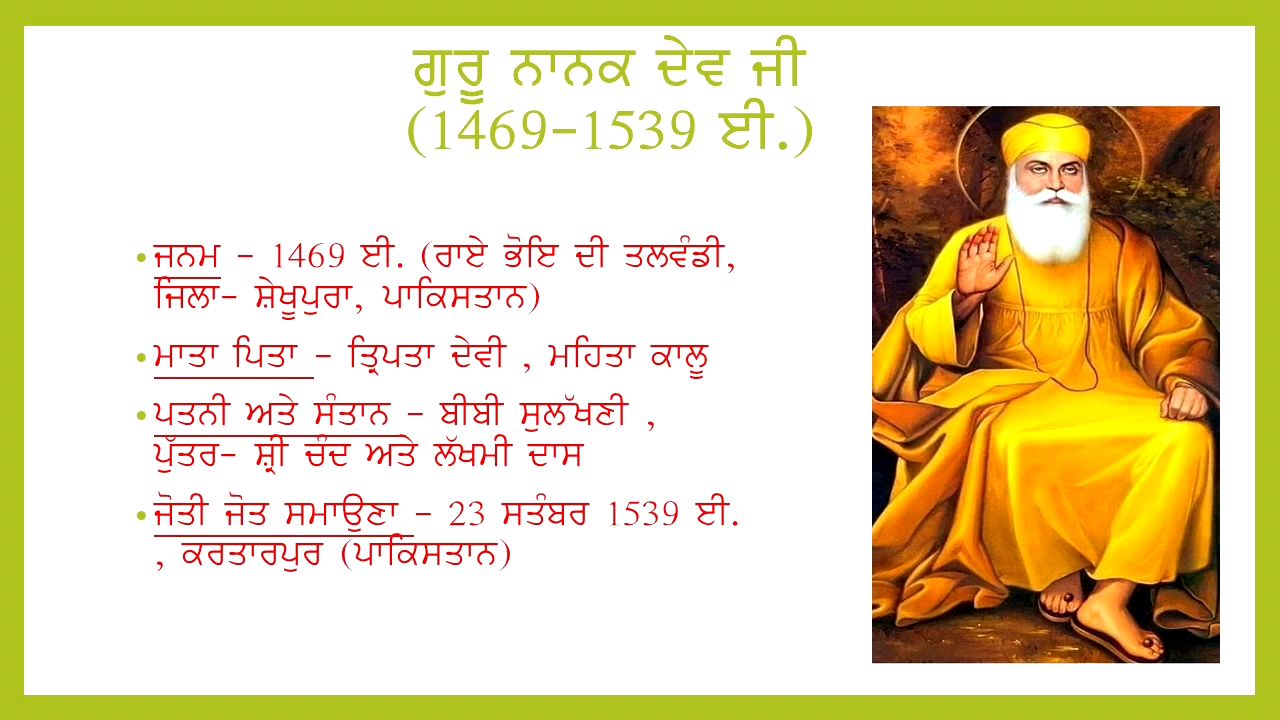 ਗੁਰੂ ਨਾਨਕ ਦੇਵ ਜੀ
(1469-1539 ਈ.)
•ਜਨਮ - 1469 ਈ. (ਰਾਏ ਭੋਇ ਦੀ ਤਲਵੰਡੀ,
ਜਿਲਾ- ਸ਼ੇਖੂਪੁਰਾ, ਪਾਕਿਸਤਾਨ)
•ਮਾਤਾ ਪਿਤਾ - ਤ੍ਰਿਪਤਾ ਦੇਵੀ , ਮਹਿਤਾ ਕਾਲੂ
•ਪਤਨੀ ਅਤੇ ਸੰਤਾਨ - ਬੀਬੀ ਸੁਲੱਖਣੀ ,
ਪੁੱਤਰ- ਸ਼੍ਰੀ ਚੰਦ ਅਤੇ ਲੱਖਮੀ ਦਾਸ
•ਜੋਤੀ ਜੋਤ ਸਮਾਉਣਾ - 23 ਸਤੰਬਰ 1539 ਈ.
, ਕਰਤਾਰਪੁਰ (ਪਾਕਿਸਤਾਨ)